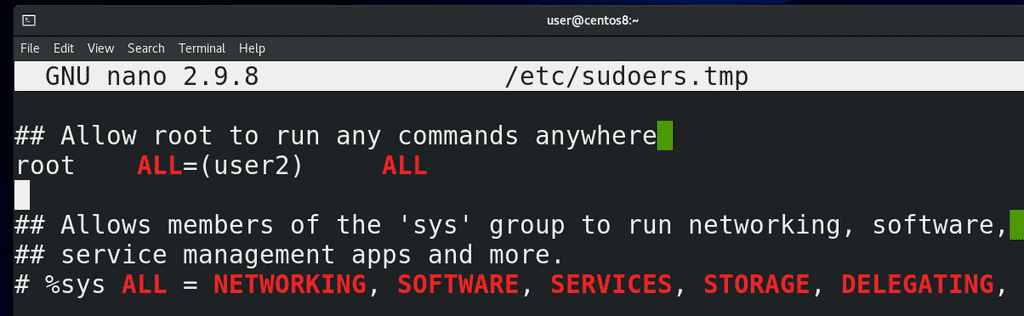 user@centos8:~
File Edit View Search Terminal Help
GNU nano 2.9.8 /etc/sudoers.tmp
## Allow root to run any commands anywhere
root ALL=(user2) ALL
## Allows members of the 'sys' group to run networking, software,
## service management apps and more.
# %sys ALL = NETWORKING, SOFTWARE, SERVICES, STORAGE, DELEGATING,